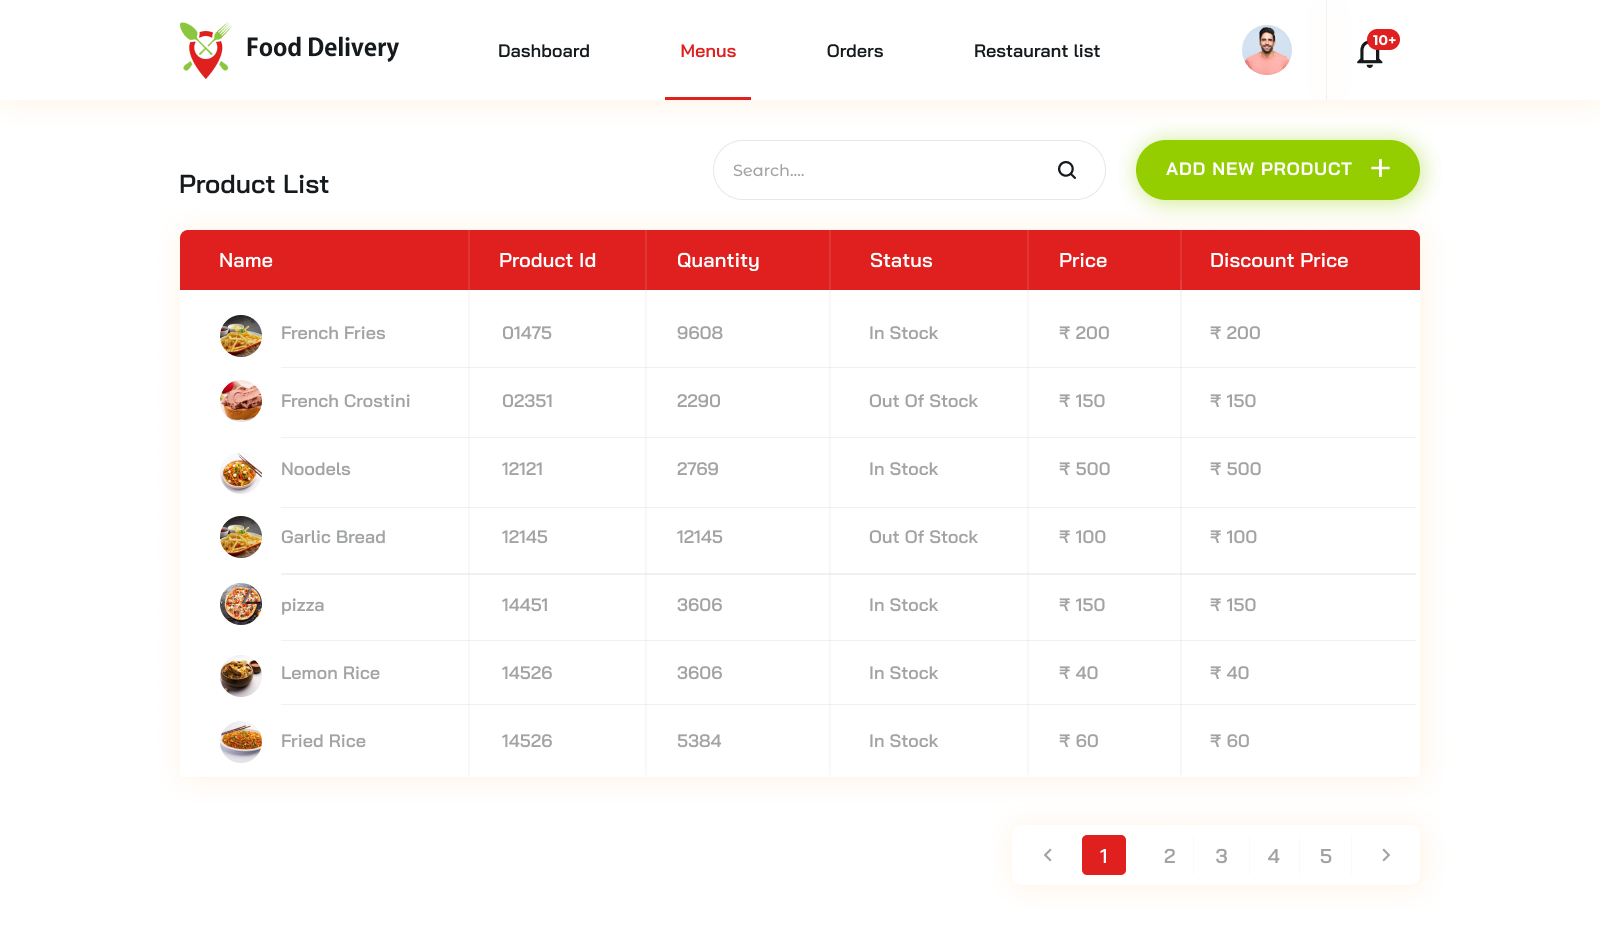 Food Delivery
Dashboard
Menus
Orders
Restaurant list
10+
Product List
Search....
ADD NEW PRODUCT +
Name Product Id Quantity Status Price Discount Price
French Fries 01475 9608 In Stock ₹ 200 ₹ 200
French Crostini 02351 2290 Out Of Stock ₹ 150 ₹ 150
Noodels 12121 2769 In Stock ₹ 500 ₹ 500
Garlic Bread 12145 12145 Out Of Stock ₹ 100 ₹ 100
pizza 14451 3606 In Stock ₹ 150 ₹ 150
Lemon Rice 14526 3606 In Stock ₹ 40 ₹ 40
Fried Rice 14526 5384 In Stock ₹ 60 ₹ 60
< 1 2 3 4 5 >